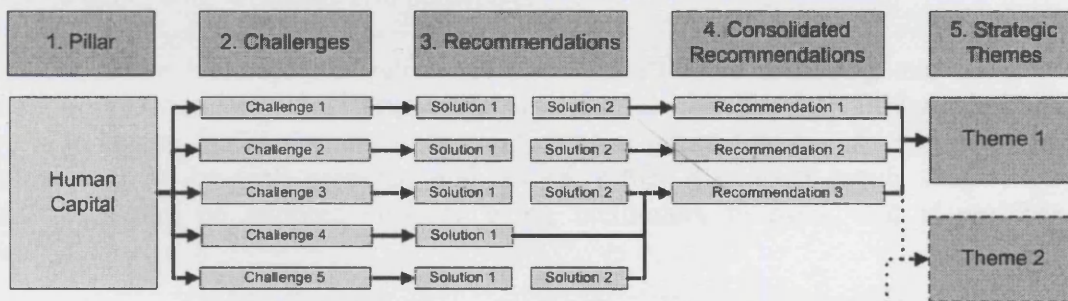 1. Pillar
2. Challenges
3. Recommendations
4. Consolidated
Recommendations
5. Strategic
Themes
Human
Capital
Challenge 1
Solution 1
Solution 2
Recommendation 1
Challenge 2
Solution 1
Solution 2
Recommendation 2
Theme 1
Challenge 3
Solution 1
Solution 2
Recommendation 3
Challenge 4
Solution 1
Challenge 5
Solution 1
Solution 2
Theme 2